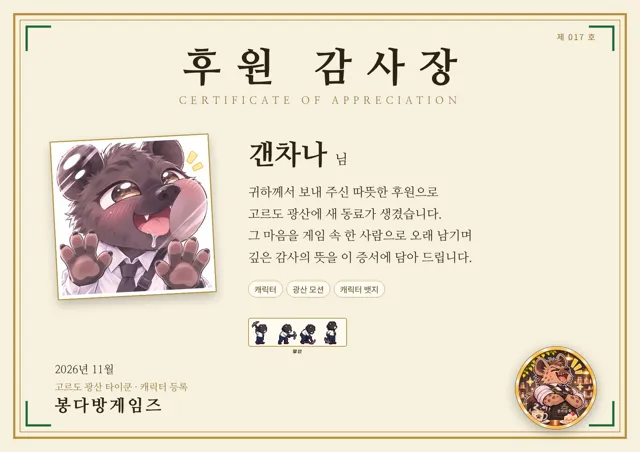 제 017 호
후원 감사장
CERTIFICATE OF APPRECIATION
갠차나 님
귀하께서 보내 주신 따뜻한 후원으로
고르도 광산에 새 동료가 생겼습니다.
그 마음을 게임 속 한 사람으로 오래 남기며
깊은 감사의 뜻을 이 증서에 담아 드립니다.
캐릭터 광산 모션 캐릭터 뱃지
2026년 11월
고르도 광산 타이쿤 · 캐릭터 등록
봉다방게임즈